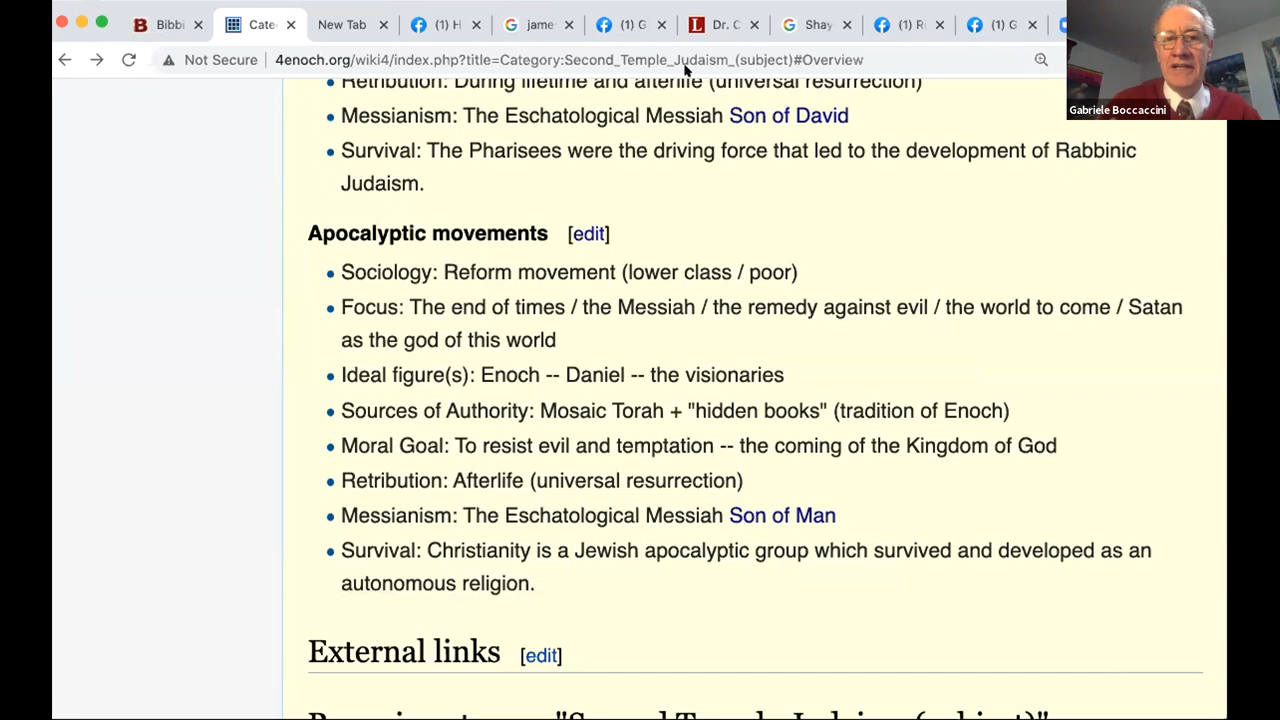 Bibbi
Cate
New Tab
(1) H
jame
(1) G
Dr. C
Shay
(1) R
(1) G
Not Secure
4enoch.org/wiki4/index.php?title=Category:Second_Temple_Judaism_(subject)#Overview
Gabriele Boccaccini
Retribution: During lifetime and afterlife (universal resurrection)
Messianism: The Eschatological Messiah Son of David
Survival: The Pharisees were the driving force that led to the development of Rabbinic
Judaism.
Apocalyptic movements [edit]
Sociology: Reform movement (lower class / poor)
Focus: The end of times / the Messiah / the remedy against evil / the world to come / Satan
as the god of this world
Ideal figure(s): Enoch -- Daniel -- the visionaries
Sources of Authority: Mosaic Torah + "hidden books" (tradition of Enoch)
Moral Goal: To resist evil and temptation -- the coming of the Kingdom of God
Retribution: Afterlife (universal resurrection)
Messianism: The Eschatological Messiah Son of Man
Survival: Christianity is a Jewish apocalyptic group which survived and developed as an
autonomous religion.
External links [edit]